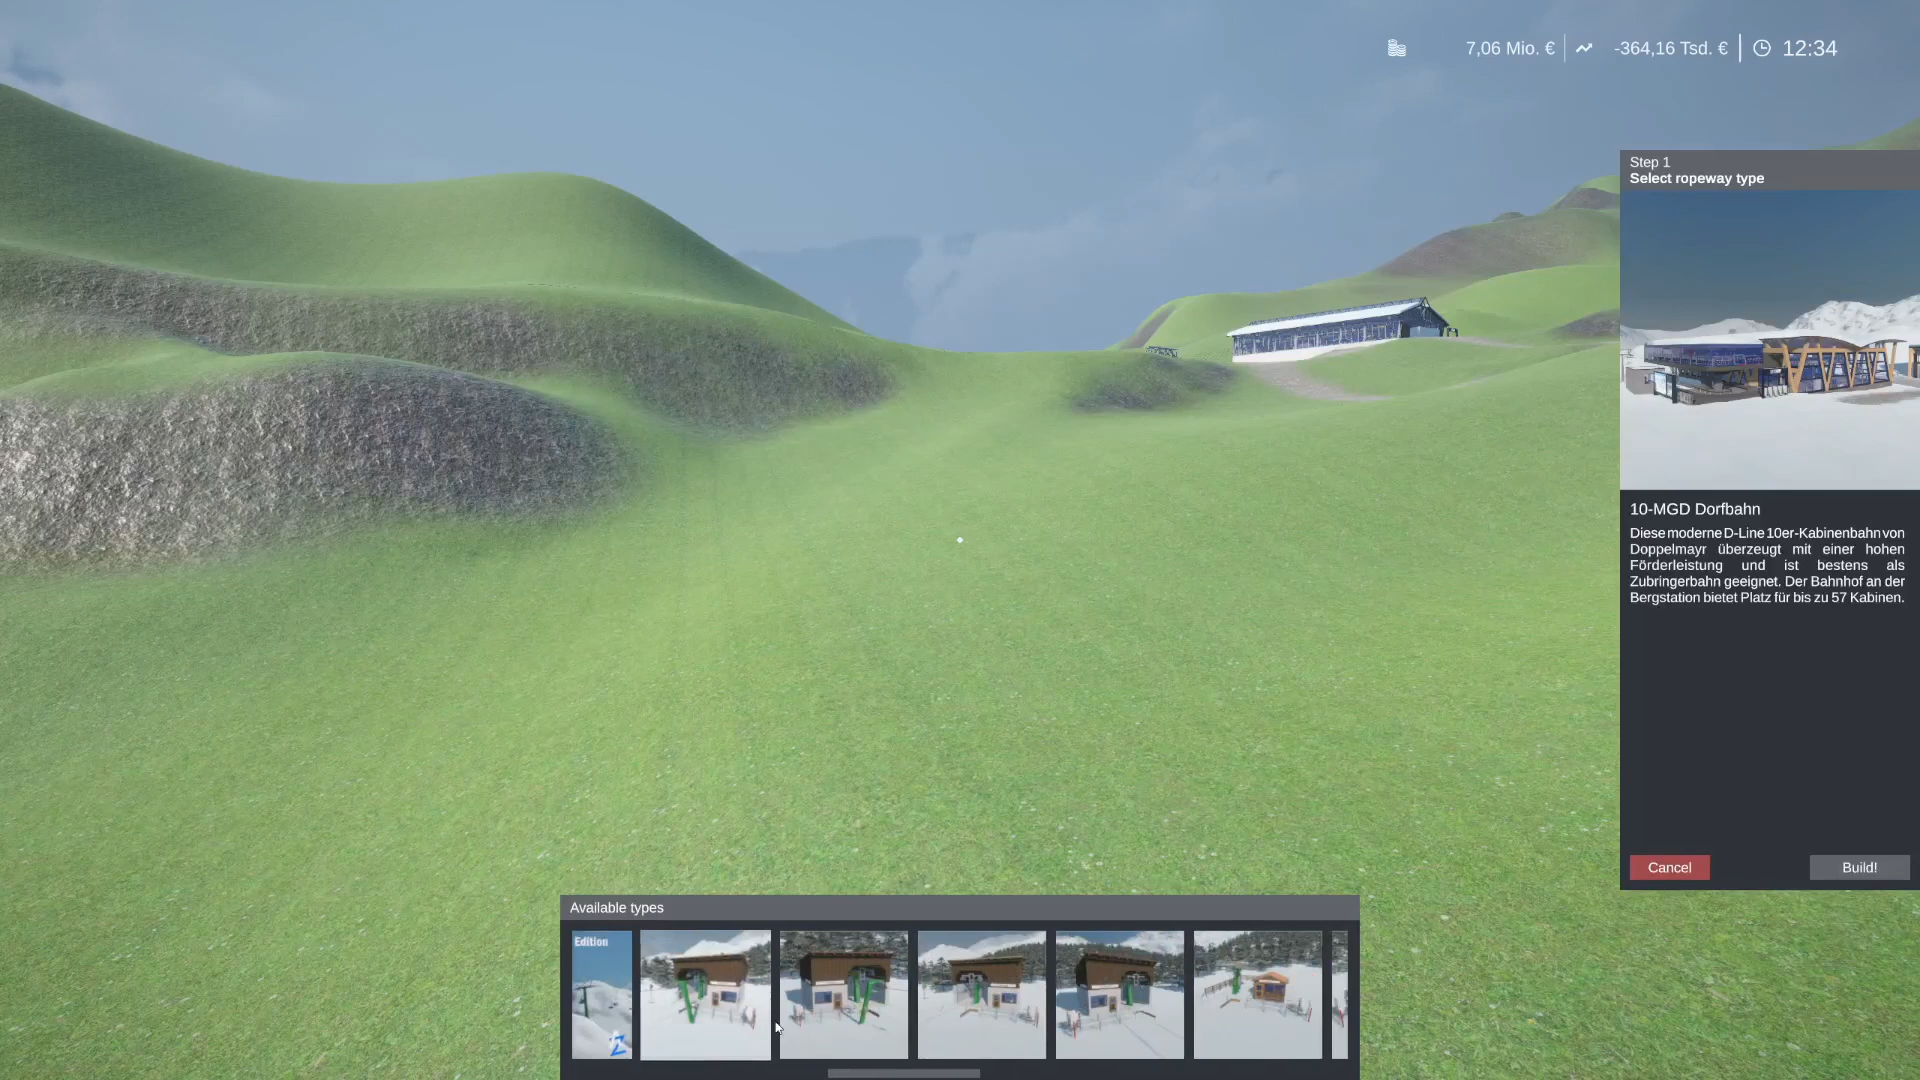 7,06 Mio. €
-364,16 Tsd. €
12:34
Step 1
Select ropeway type
10-MGD Dorfbahn
Diese moderne D-Line 10er-Kabinenbahn von
Doppelmayr überzeugt mit einer hohen
Förderleistung und ist bestens als
Zubringerbahn geeignet. Der Bahnhof an der
Bergstation bietet Platz für bis zu 57 Kabinen.
Cancel
Build!
Available types
Edition